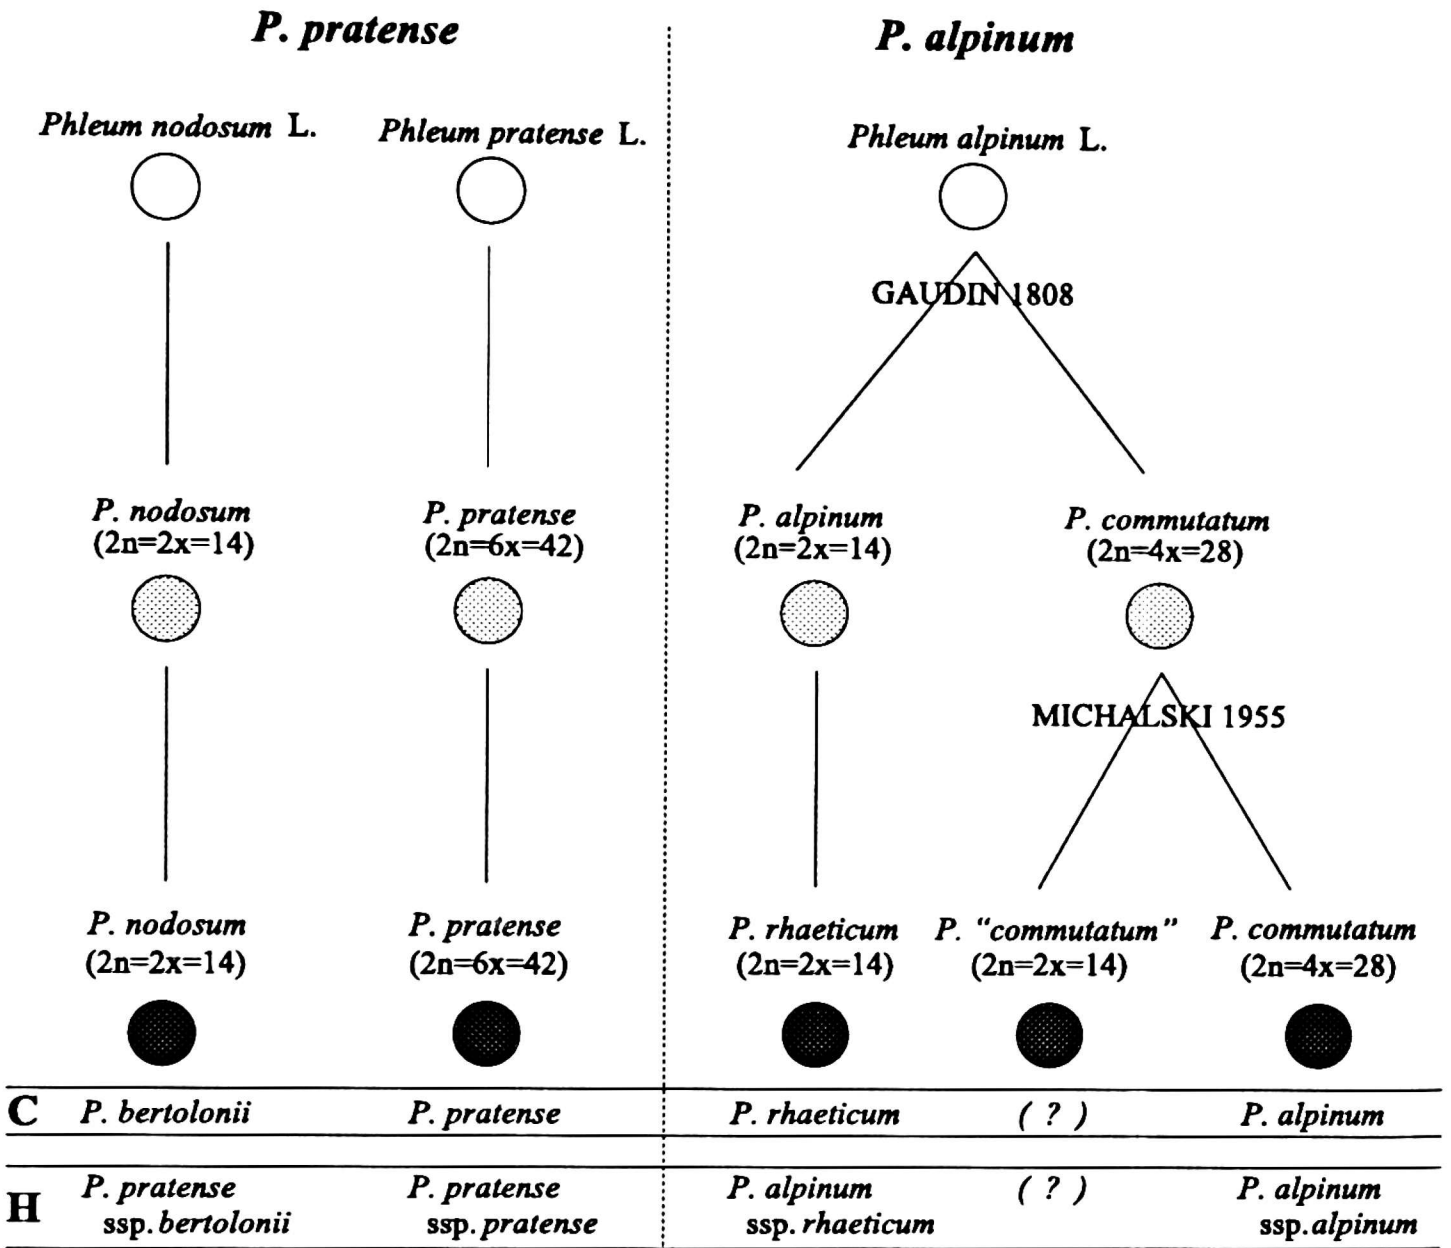 P. pratense
P. alpinum
Phleum nodosum L.
Phleum pratense L.
Phleum alpinum L.
GAUDIN 1808
P. nodosum
(2n=2x=14)
P. pratense
(2n=6x=42)
P. alpinum
(2n=2x=14)
P. commutatum
(2n=4x=28)
MICHALSKI 1955
P. nodosum
(2n=2x=14)
P. pratense
(2n=6x=42)
P. rhaeticum
(2n=2x=14)
P. “commutatum”
(2n=2x=14)
P. commutatum
(2n=4x=28)
C P. bertolonii P. pratense P. rhaeticum ( ? ) P. alpinum
H
P. pratense
ssp. bertolonii
P. pratense
ssp. pratense
P. alpinum
ssp. rhaeticum
( ? )
P. alpinum
ssp. alpinum